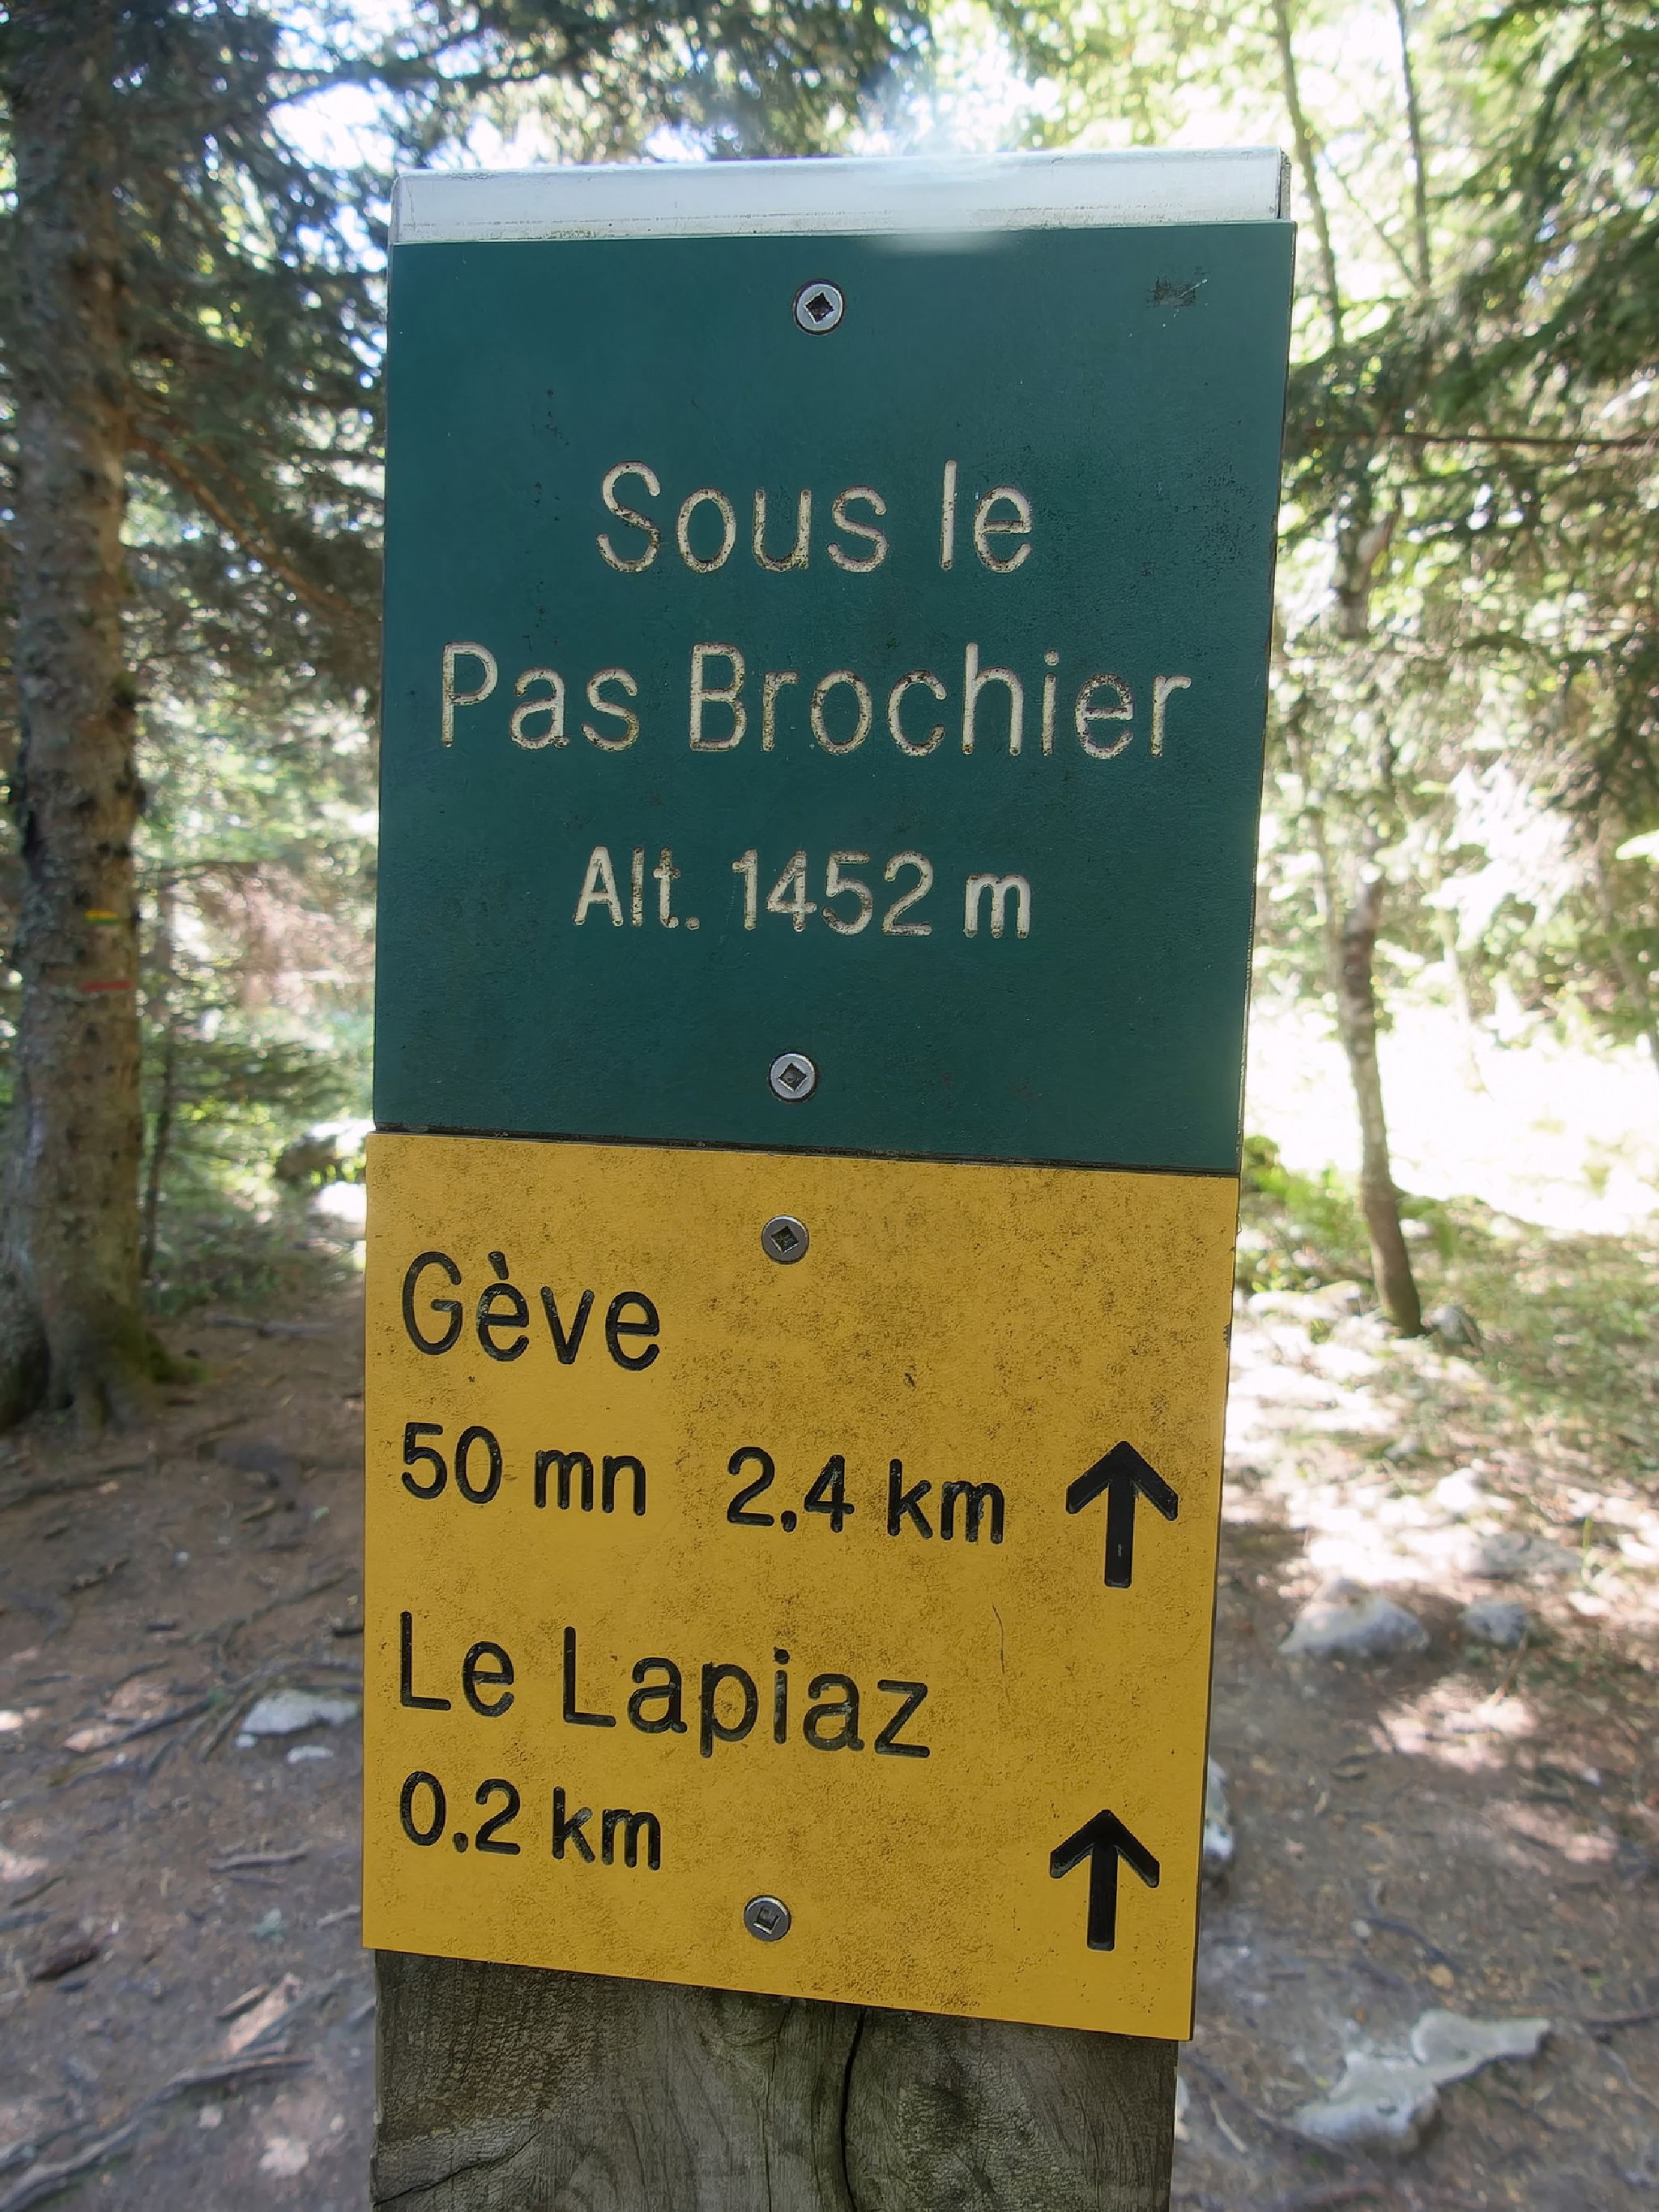 Sous le
Pas Brochier
Alt. 1452 m
Gève
50 mn 2.4 km
Le Lapiaz
0.2 km